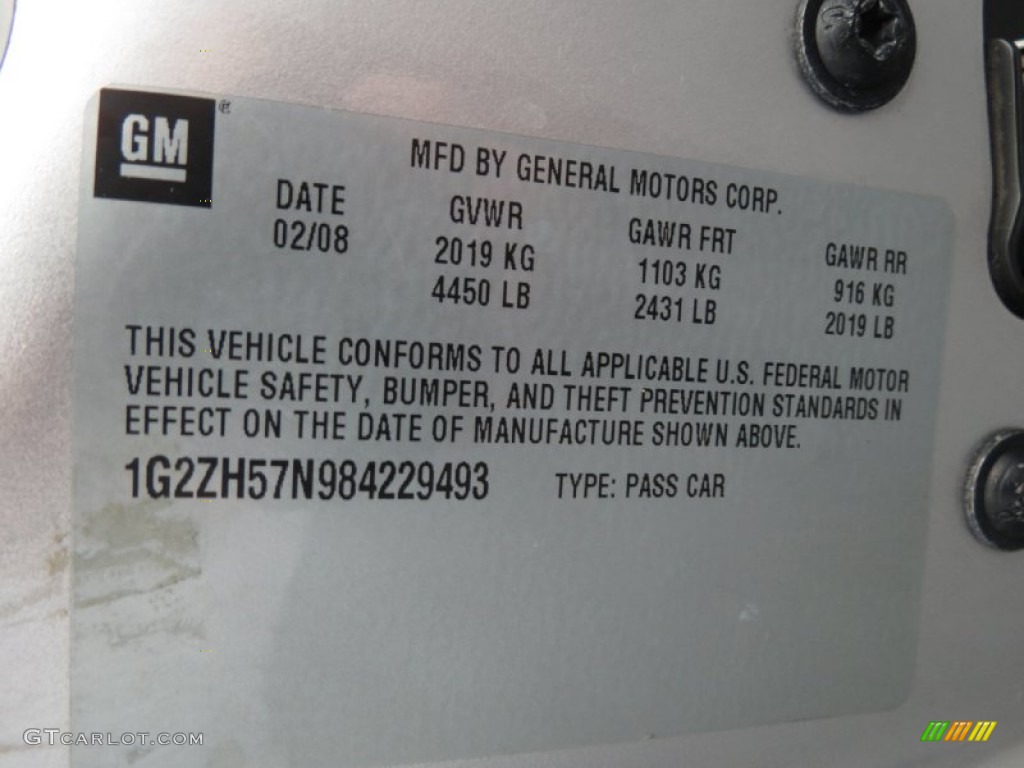 GM ®
MFD BY GENERAL MOTORS CORP.
DATE GVWR GAWR FRT GAWR RR
02/08 2019 KG 1103 KG 916 KG
4450 LB 2431 LB 2019 LB
THIS VEHICLE CONFORMS TO ALL APPLICABLE U.S. FEDERAL MOTOR
VEHICLE SAFETY, BUMPER, AND THEFT PREVENTION STANDARDS IN
EFFECT ON THE DATE OF MANUFACTURE SHOWN ABOVE.
1G2ZH57N984229493 TYPE: PASS CAR
GTCARLOT.COM